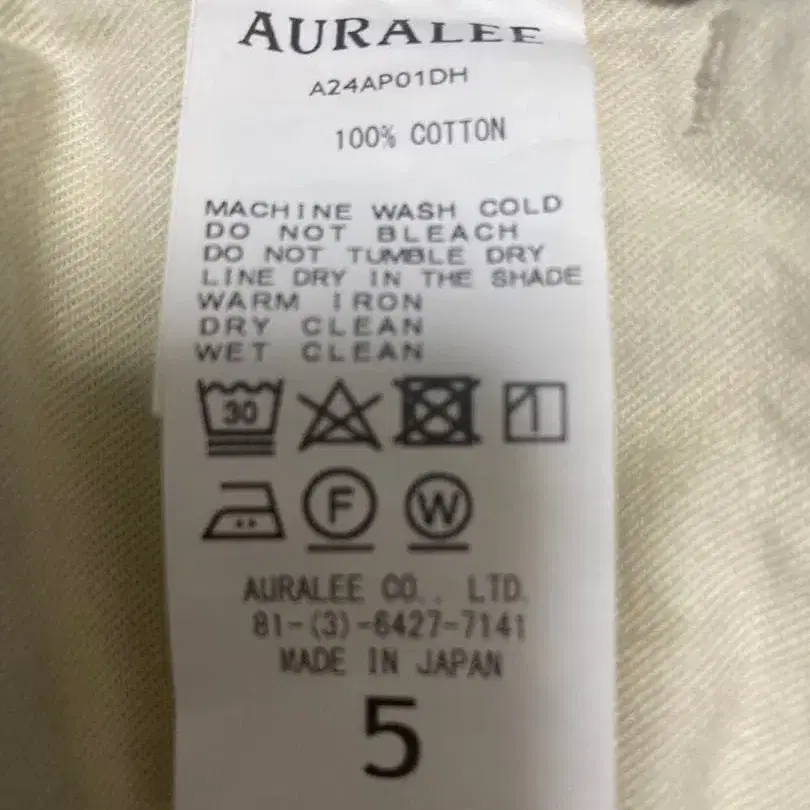 AURALEE
A24AP01DH
100% COTTON
MACHINE WASH COLD
DO NOT BLEACH
DO NOT TUMBLE DRY
LINE DRY IN THE SHADE
WARM IRON
DRY CLEAN
WET CLEAN
30
F W
AURALEE CO., LTD.
81-(3)-6427-7141
MADE IN JAPAN
5